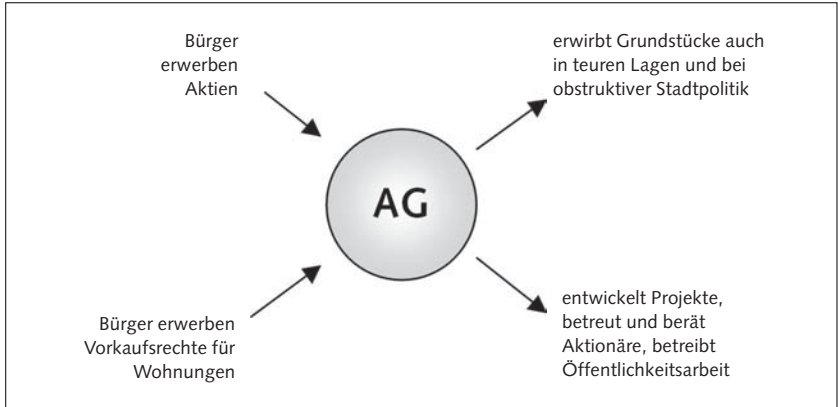 Bürger
erwerben
Aktien
erwirbt Grundstücke auch
in teuren Lagen und bei
obstruktiver Stadtpolitik
AG
Bürger erwerben
Vorkaufsrechte für
Wohnungen
entwickelt Projekte,
betreut und berät
Aktionäre, betreibt
Öffentlichkeitsarbeit